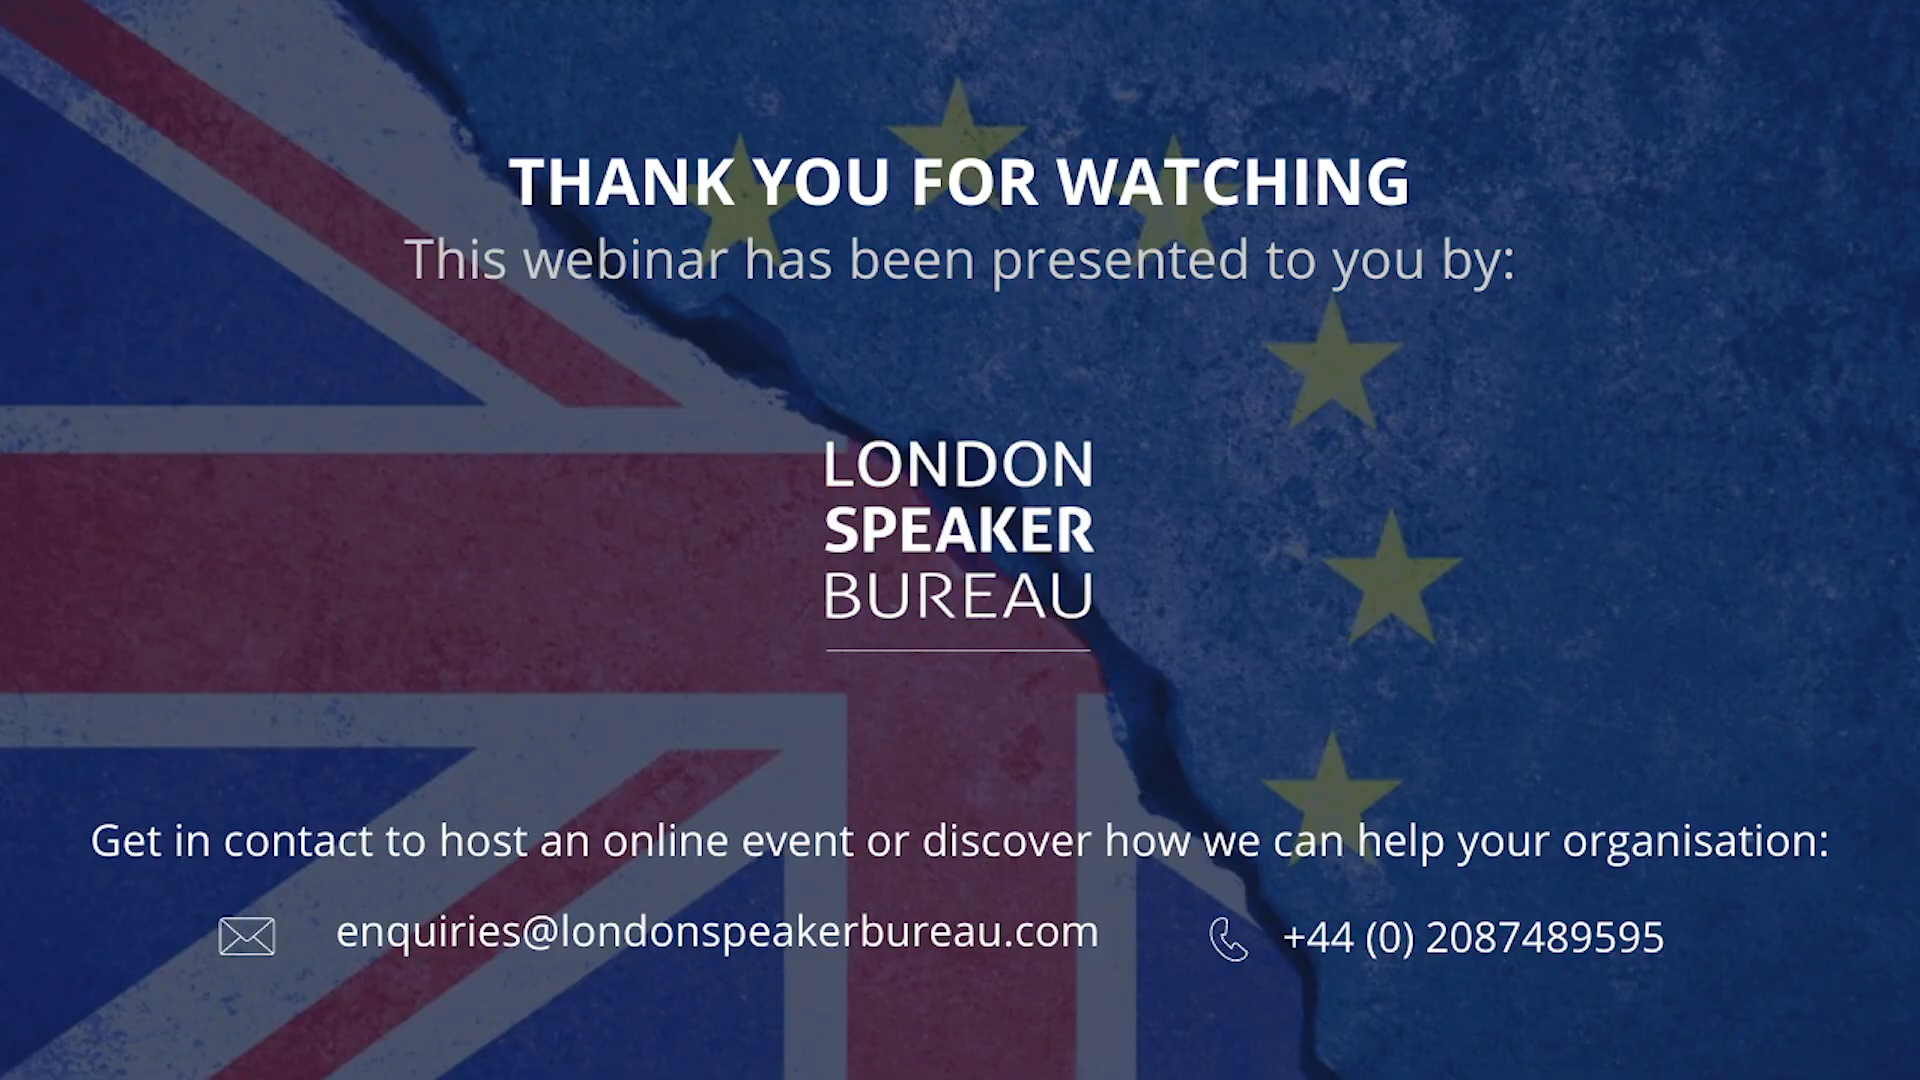 THANK YOU FOR WATCHING
This webinar has been presented to you by:
LONDON
SPEAKER
BUREAU
Get in contact to host an online event or discover how we can help your organisation:
enquiries@londonspeakerbureau.com
+44 (0) 2087489595